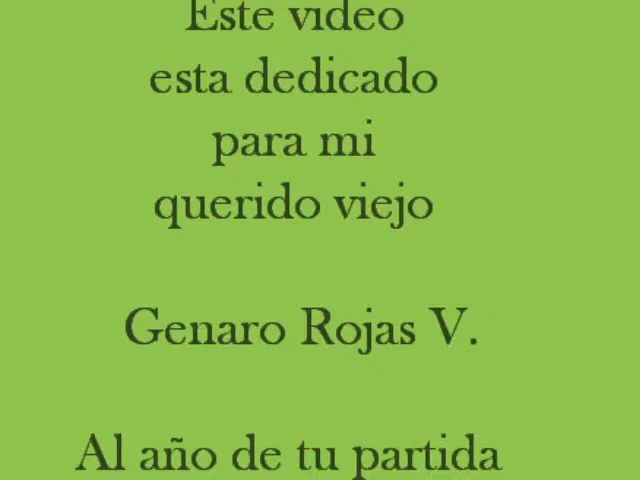 Este video
esta dedicado
para mi
querido viejo
Genaro Rojas V.
Al año de tu partida